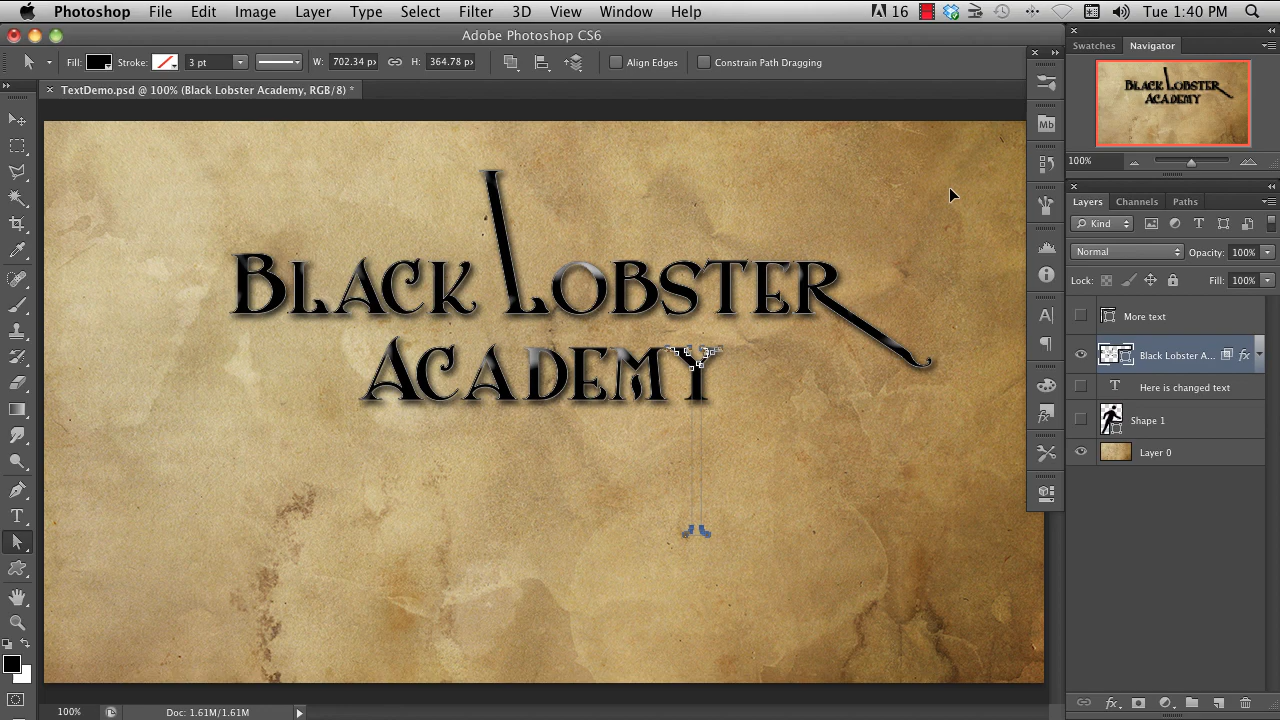 Photoshop File Edit Image Layer Type Select Filter 3D View Window Help 16 Tue 1:40 PM
Adobe Photoshop CS6
Fill: Stroke: 3 pt W: 702.34 pn H: 364.78 pn Align Edges Constrain Path Dragging
TextDemo.psd @ 100% (Black Lobster Academy, RGB/8) *
Swatches Navigator
BLACK LOBSTER
ACADEMY
100%
Layers Channels Paths
Kind
Normal Opacity: 100%
Lock: Fill: 100%
More text
Black Lobster A...
Here is changed text
Shape 1
Layer 0
BLACK LOBSTER
ACADEMY
Mb
100% Doc: 1.61M/1.61M